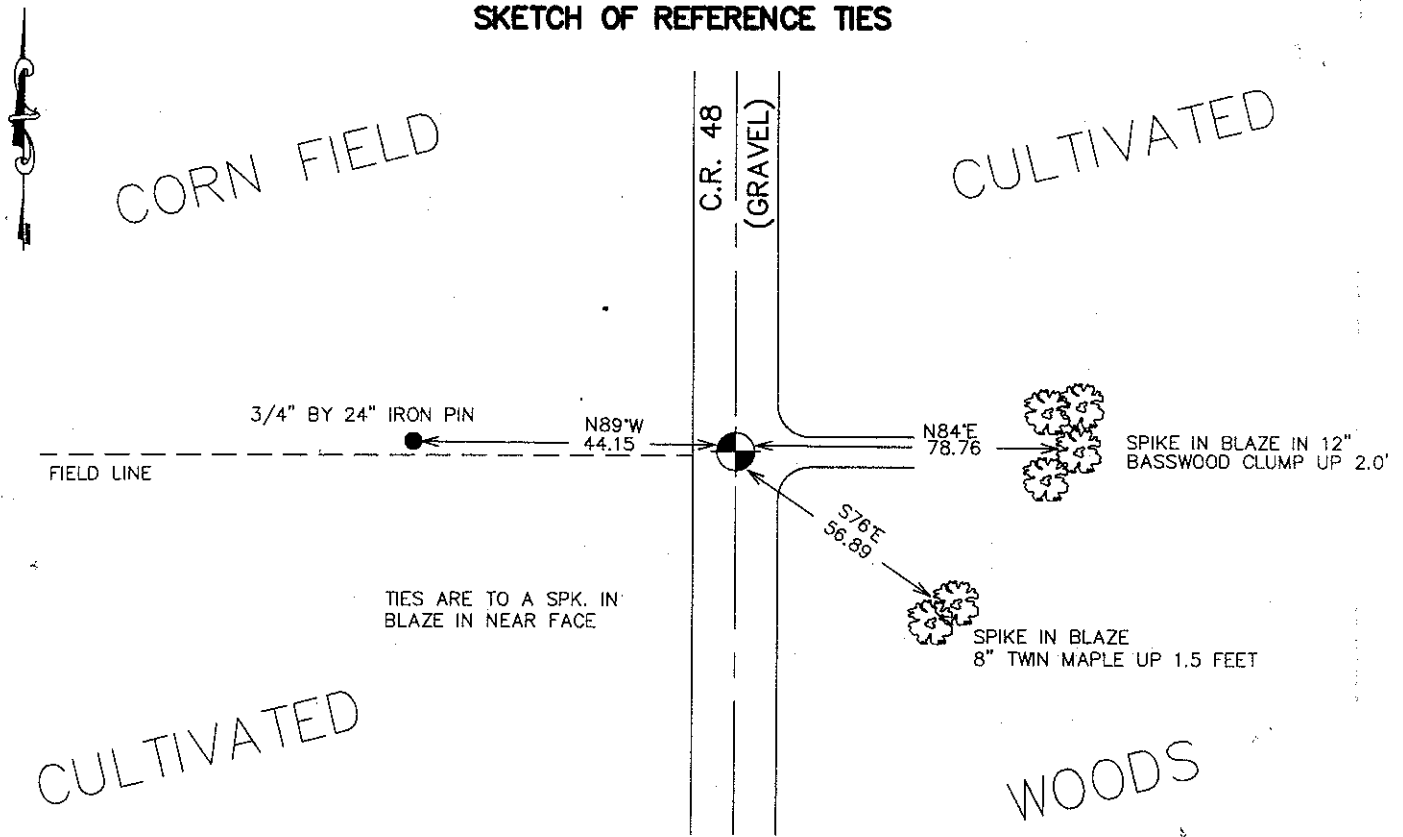 SKETCH OF REFERENCE TIES
CORN FIELD
C.R. 48
(GRAVEL)
CULTIVATED
3/4" BY 24" IRON PIN
N89°W
44.15
N84°E
78.76
SPIKE IN BLAZE IN 12"
BASSWOOD CLUMP UP 2.0'
FIELD LINE
S76°E
56.89
TIES ARE TO A SPK. IN
BLAZE IN NEAR FACE
SPIKE IN BLAZE
8" TWIN MAPLE UP 1.5 FEET
CULTIVATED
WOODS